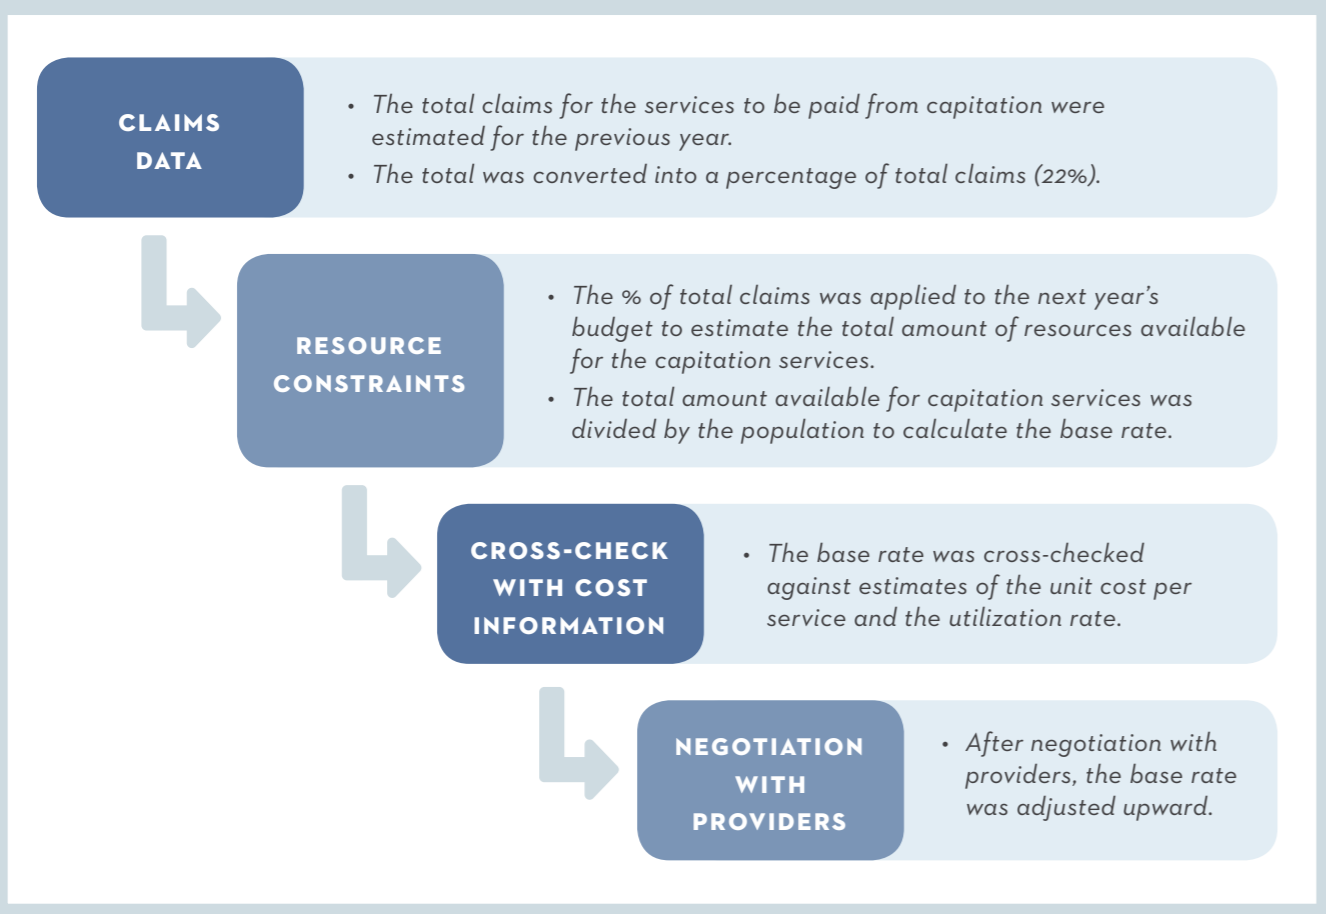 CLAIMS
DATA
• The total claims for the services to be paid from capitation were
estimated for the previous year.
• The total was converted into a percentage of total claims (22%).
RESOURCE
CONSTRAINTS
• The % of total claims was applied to the next year’s
budget to estimate the total amount of resources available
for the capitation services.
• The total amount available for capitation services was
divided by the population to calculate the base rate.
CROSS-CHECK
WITH COST
INFORMATION
• The base rate was cross-checked
against estimates of the unit cost per
service and the utilization rate.
NEGOTIATION
WITH
PROVIDERS
• After negotiation with
providers, the base rate
was adjusted upward.